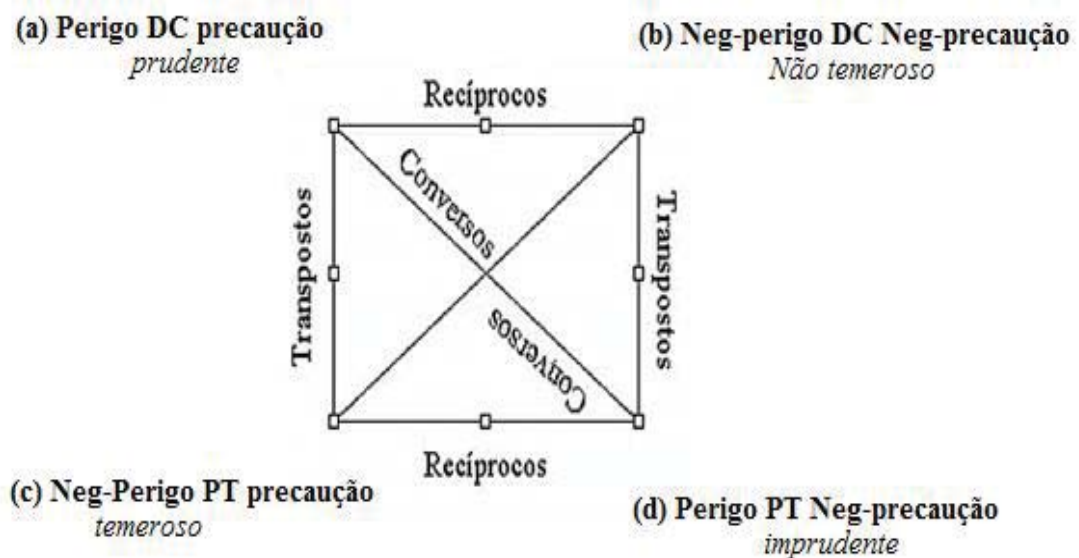 (a) Perigo DC precaução
prudente
(b) Neg-perigo DC Neg-precaução
Não temeroso
Recíprocos
Conversos
Transpostos
Transpostos
Conversos
Recíprocos
(c) Neg-Perigo PT precaução
temeroso
(d) Perigo PT Neg-precaução
imprudente